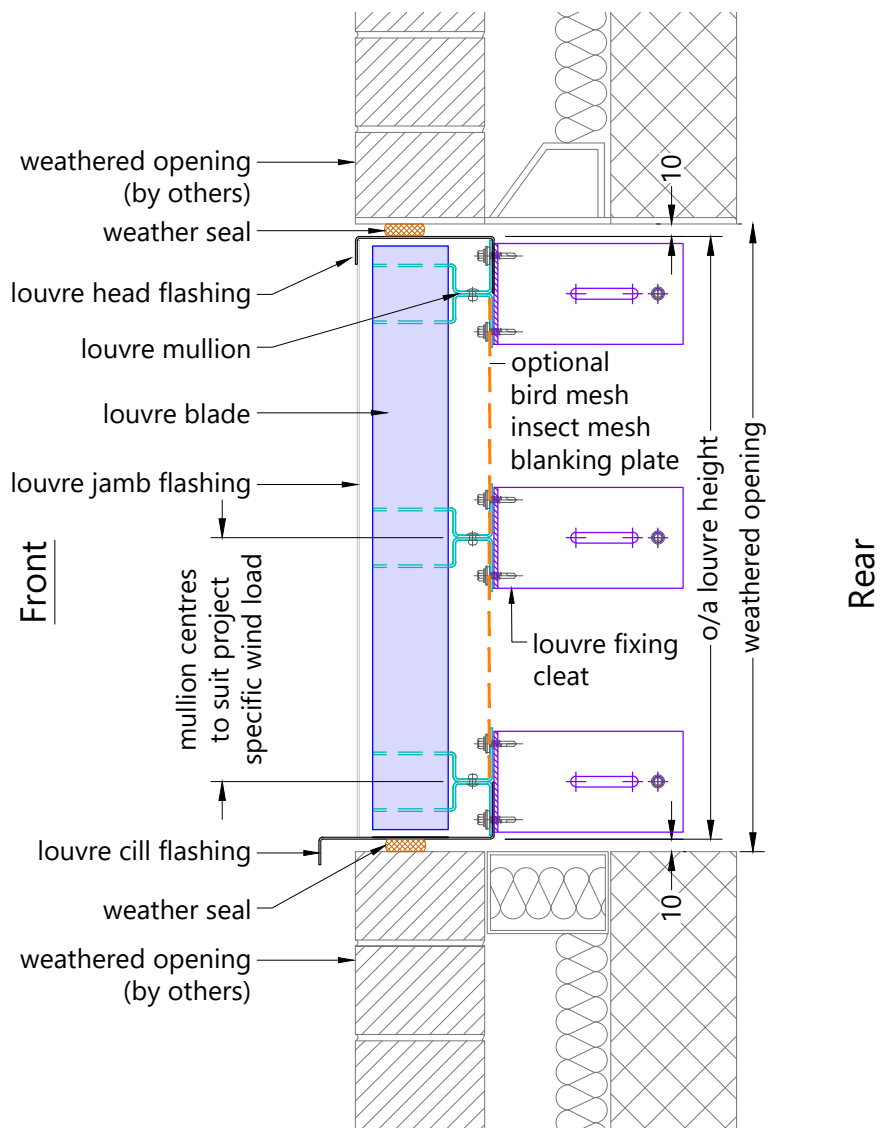 weathered opening
(by others)
weather seal
louvre head flashing
louvre mullion
louvre blade
louvre jamb flashing
Front
mullion centres
to suit project
specific wind load
louvre cill flashing
weather seal
weathered opening
(by others)
10
optional
bird mesh
insect mesh
blanking plate
louvre fixing
cleat
o/a louvre height
weathered opening
Rear
10